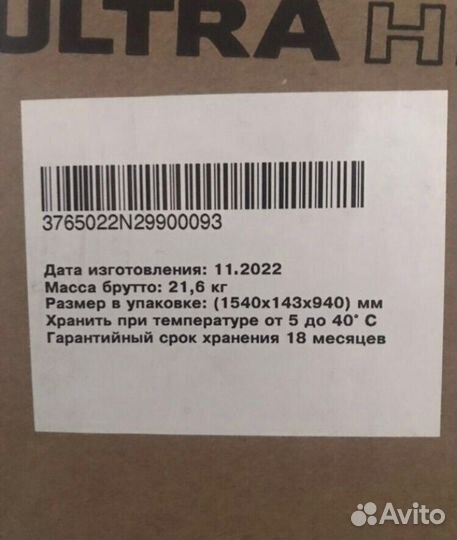 ULTRA H
3765022N29900093
Дата изготовления: 11.2022
Масса брутто: 21,6 кг
Размер в упаковке: (1540х143х940) мм
Хранить при температуре от 5 до 40° С
Гарантийный срок хранения 18 месяцев
Avito